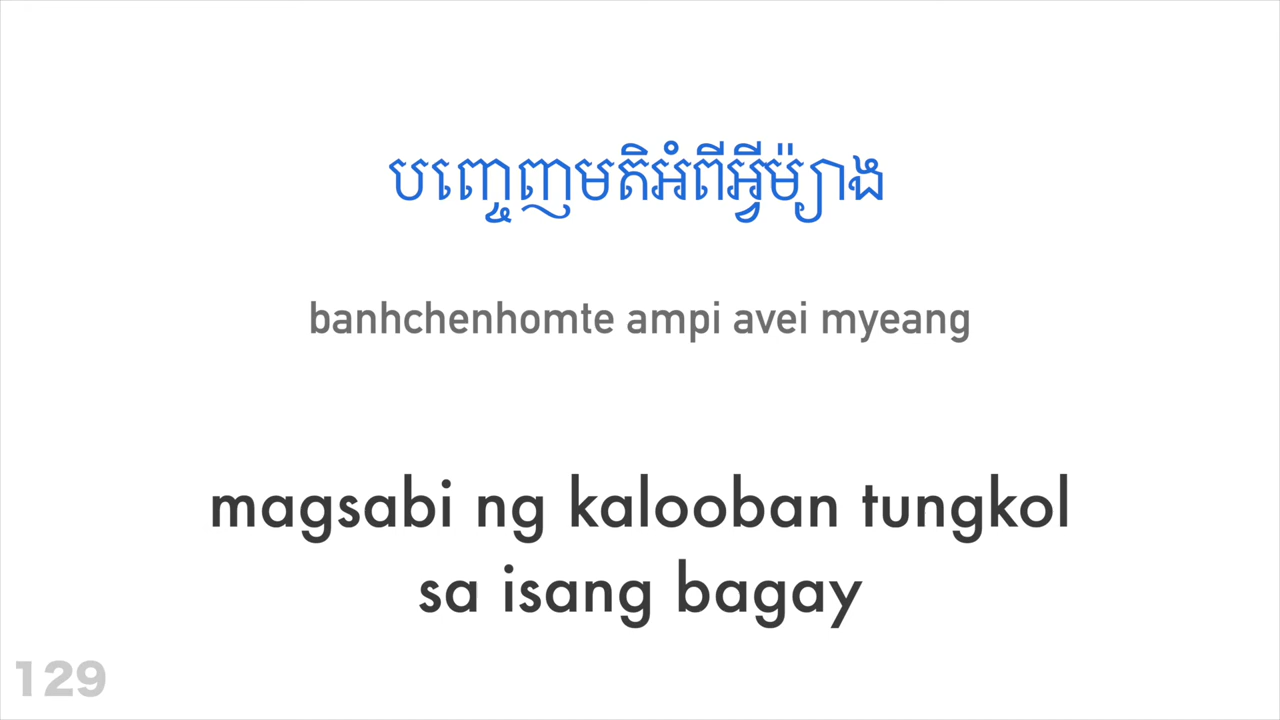 បញ្ចេញមតិអំពីអ្វីម៉្យាង
banhchenhomte ampi avei myeang
magsabi ng kalooban tungkol
sa isang bagay
129